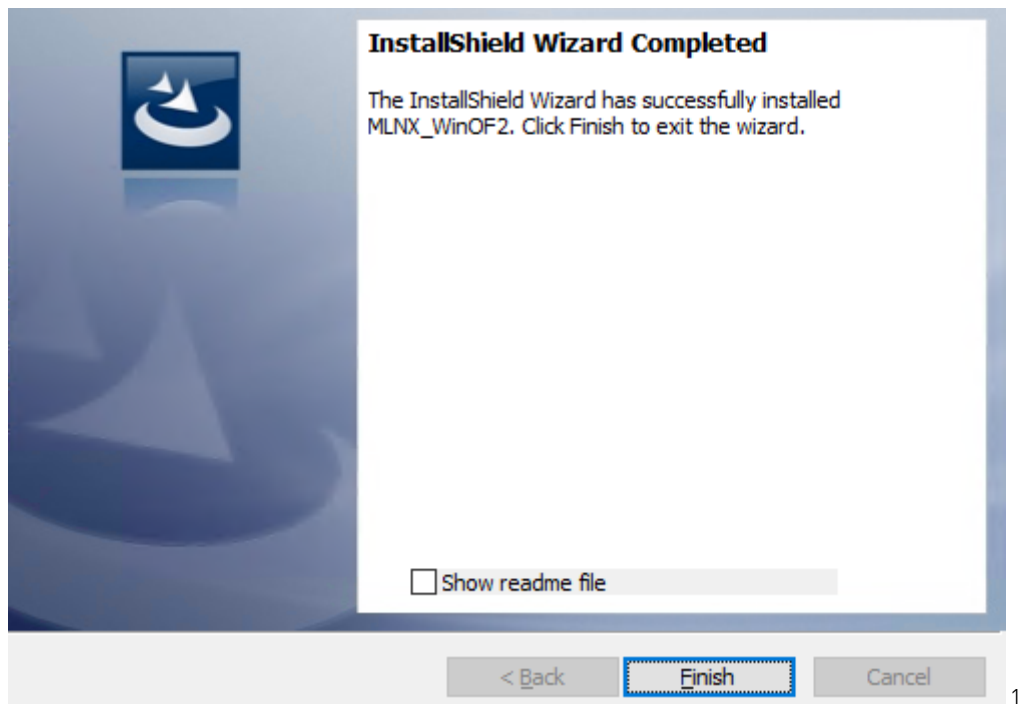 InstallShield Wizard Completed
The InstallShield Wizard has successfully installed
MLNX_WinOF2. Click Finish to exit the wizard.
Show readme file
< Back
Finish
Cancel
1